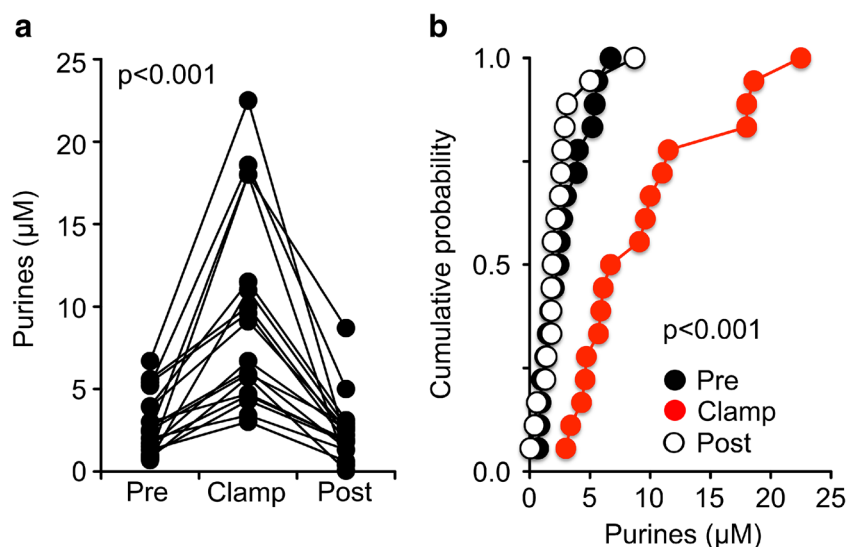 a
p<0.001
Purines (µM)
25
20
15
10
5
0
Pre Clamp Post
b
Cumulative probability
1.0
0.5
0.0
p<0.001
Pre
Clamp
Post
0 5 10 15 20 25
Purines (µM)